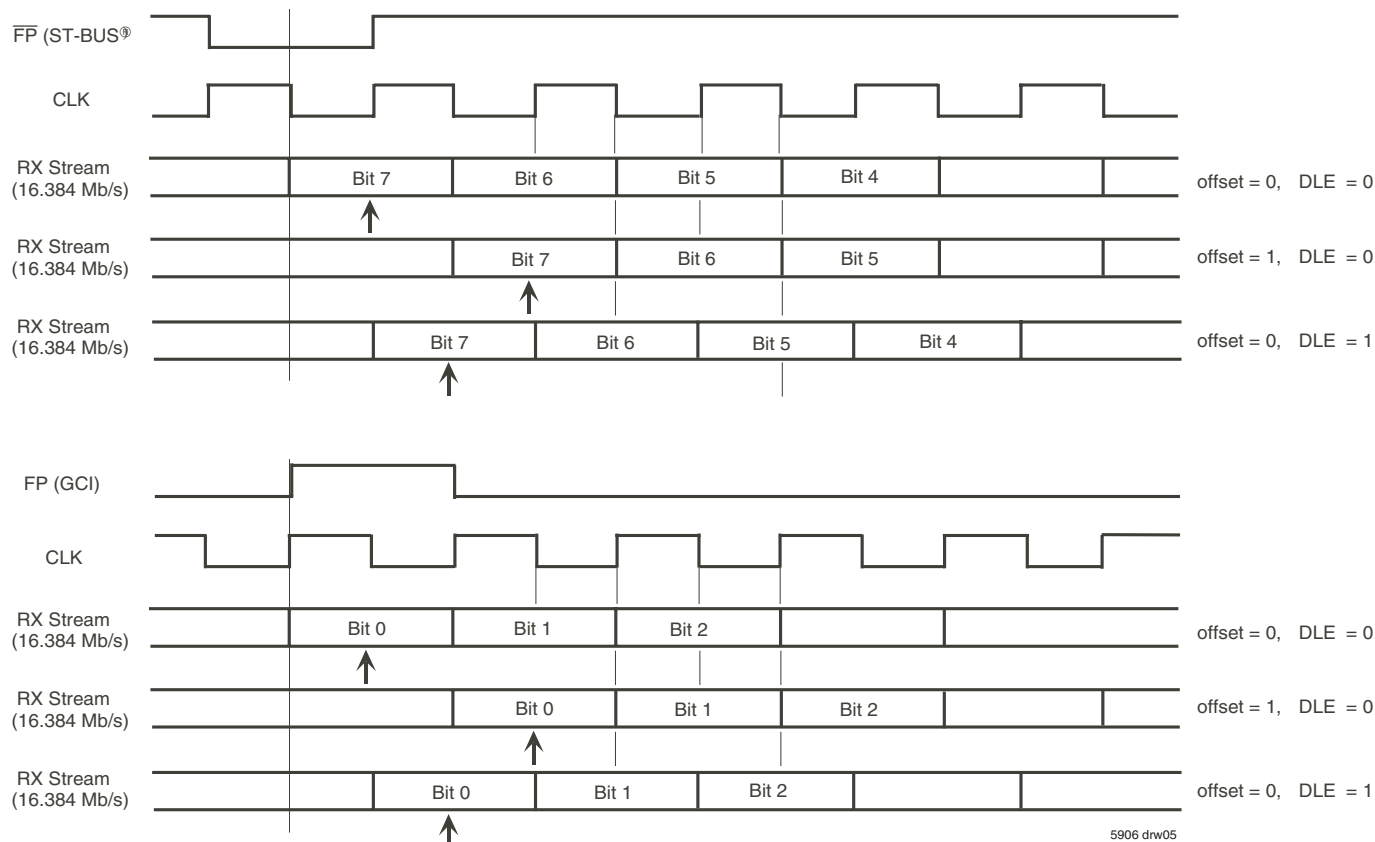 FP (ST-BUS®
CLK
RX Stream
(16.384 Mb/s)
Bit 7
Bit 6
Bit 5
Bit 4
offset = 0, DLE = 0
RX Stream
(16.384 Mb/s)
Bit 7
Bit 6
Bit 5
offset = 1, DLE = 0
RX Stream
(16.384 Mb/s)
Bit 7
Bit 6
Bit 5
Bit 4
offset = 0, DLE = 1
FP (GCI)
CLK
RX Stream
(16.384 Mb/s)
Bit 0
Bit 1
Bit 2
offset = 0, DLE = 0
RX Stream
(16.384 Mb/s)
Bit 0
Bit 1
Bit 2
offset = 1, DLE = 0
RX Stream
(16.384 Mb/s)
Bit 0
Bit 1
Bit 2
offset = 0, DLE = 1
5906 drw05